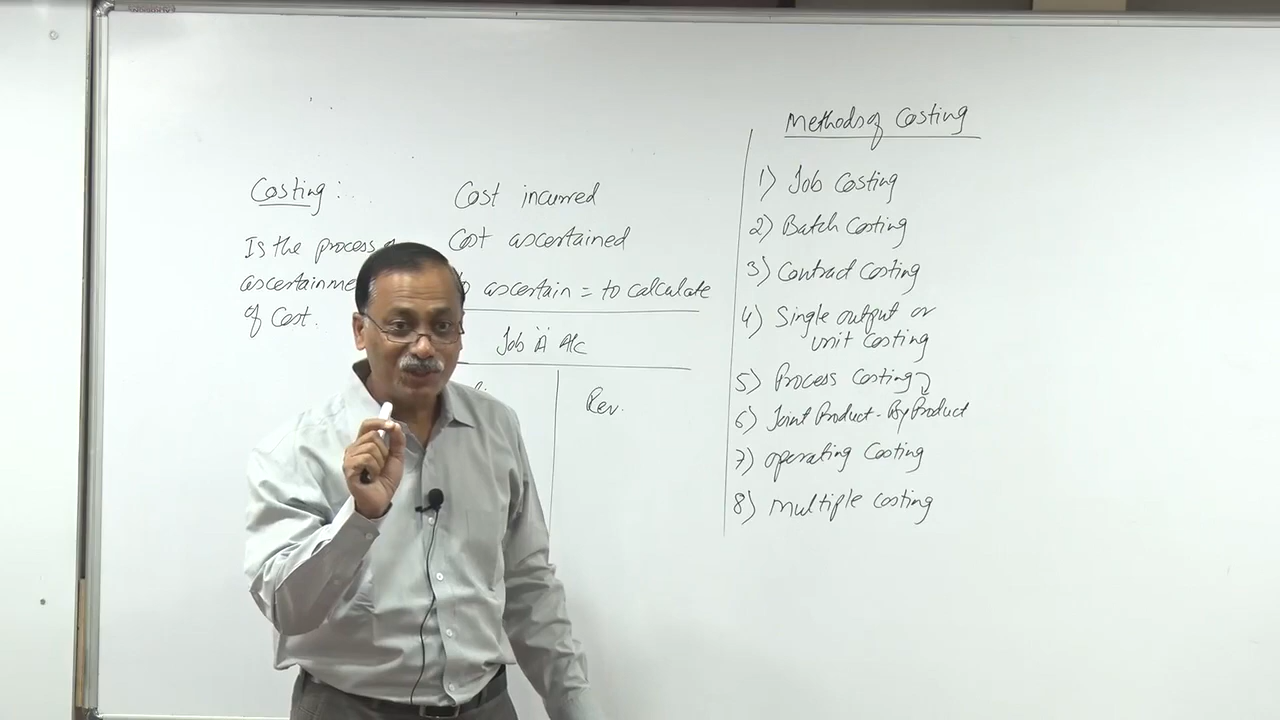 Costing :
Is the process
of Cost.
Cost incurred
Cost ascertained
to ascertain = to calculate
Job "A" A/c
Rev.
Methods of Costing
1) Job Costing
2) Batch Costing
3) Contract Costing
4) Single output or
unit Costing
5) Process Costing
6) Joint Product - By Product
7) Operating Costing
8) Multiple Costing